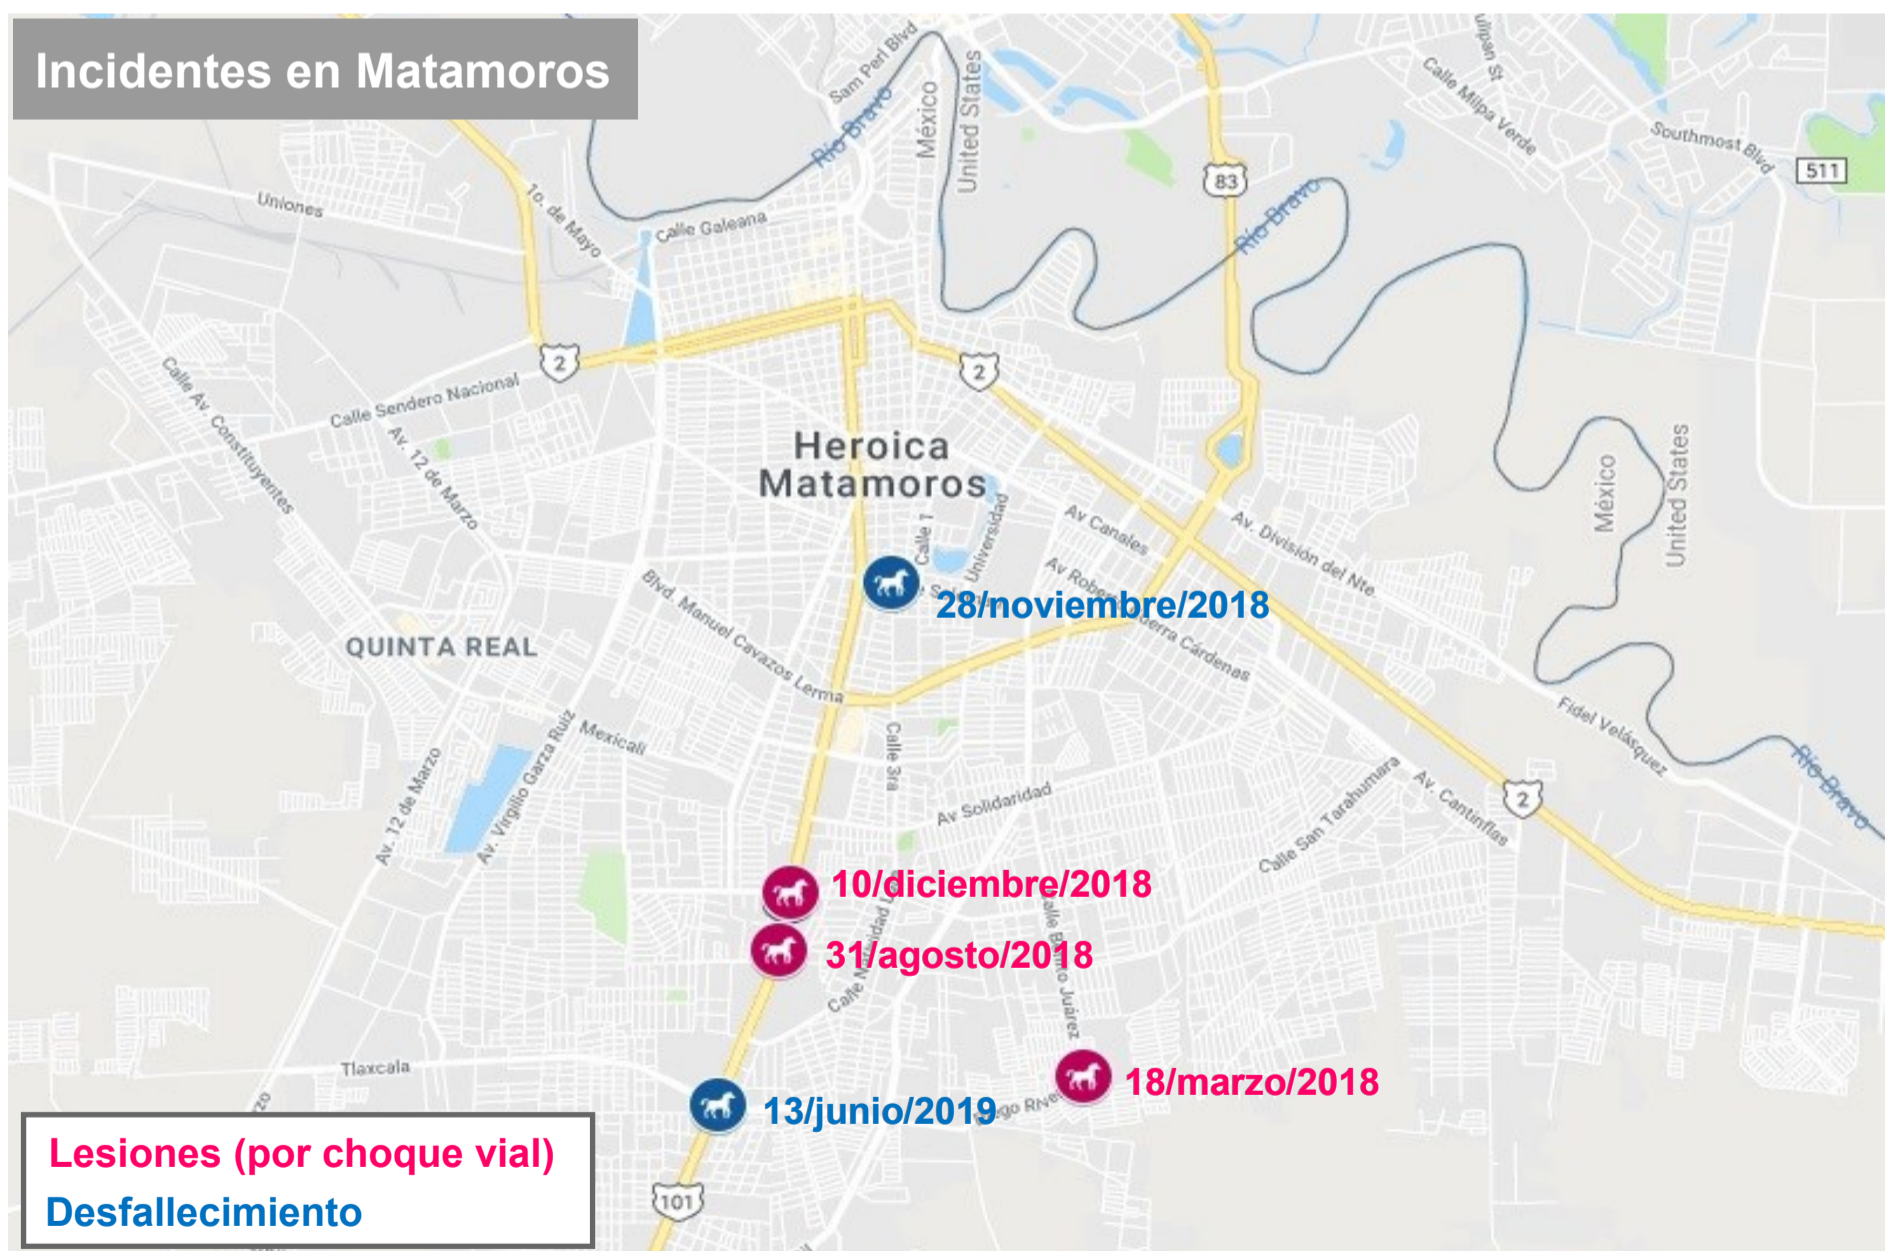 Incidentes en Matamoros
Sam Perl Blvd
México
United States
Río Bravo
Calle Milpa Verde
Southmost Blvd
511
83
Río Bravo
Uniones
1o. de Mayo
Calle Galeana
2
2
Calle Sendero Nacional
Calle Av. Constituyentes
Av. 12 de Marzo
Heroica
Matamoros
Calle 1
Universidad
Av Canales
Av. División del Nte.
México
United States
28/noviembre/2018
Blvd. Manuel Cavazos Lerma
QUINTA REAL
Mexicali
Calle 3ra
Fidel Velásquez
Río Bravo
Av. 12 de Marzo
Av. Virgilio Garza Ruiz
Av Solidaridad
Calle San Tarahumara
Av. Cantinflas
2
10/diciembre/2018
31/agosto/2018
18/marzo/2018
Tlaxcala
13/junio/2019
101
Lesiones (por choque vial)
Desfallecimiento